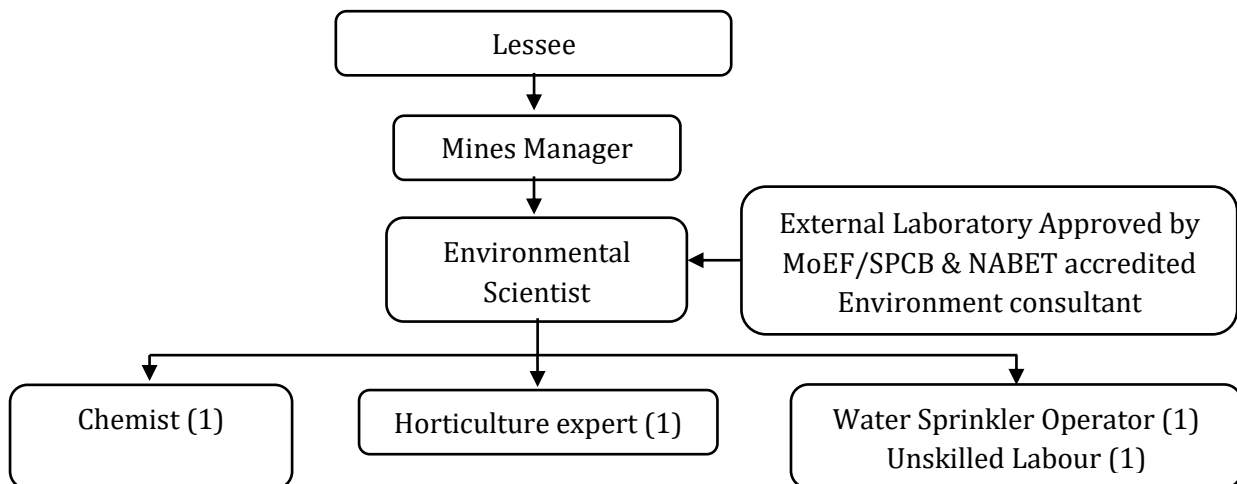 Lessee
Mines Manager
Environmental
Scientist
External Laboratory Approved by
MoEF/SPCB & NABET accredited
Environment consultant
Chemist (1)
Horticulture expert (1)
Water Sprinkler Operator (1)
Unskilled Labour (1)